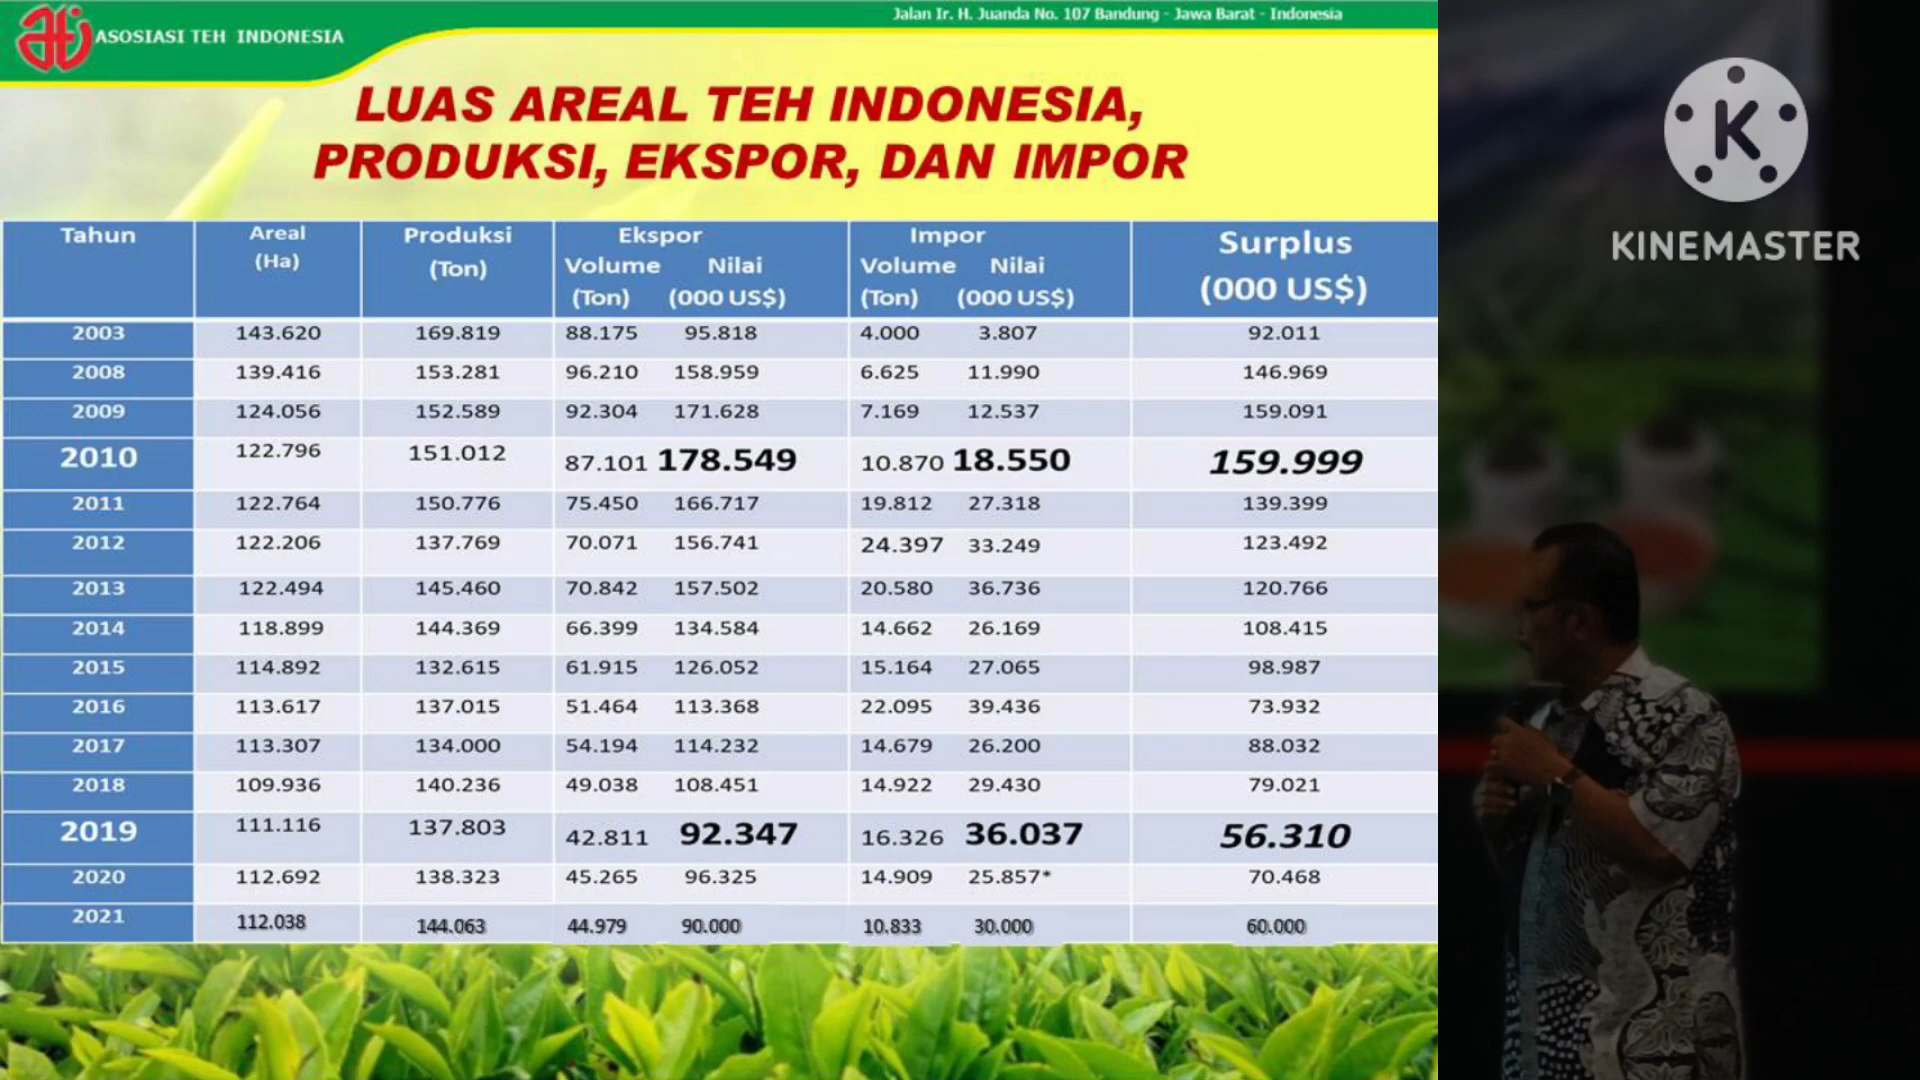 Jalan Ir. H. Juanda No. 107 Bandung - Jawa Barat - Indonesia
ati ASOSIASI TEH INDONESIA
LUAS AREAL TEH INDONESIA,
PRODUKSI, EKSPOR, DAN IMPOR
K
KINEMASTER
Tahun Areal (Ha) Produksi (Ton) Ekspor Volume (Ton) Nilai (000 US$) Impor Volume (Ton) Nilai (000 US$) Surplus (000 US$)
2003 143.620 169.819 88.175 95.818 4.000 3.807 92.011
2008 139.416 153.281 96.210 158.959 6.625 11.990 146.969
2009 124.056 152.589 92.304 171.628 7.169 12.537 159.091
2010 122.796 151.012 87.101 178.549 10.870 18.550 159.999
2011 122.764 150.776 75.450 166.717 19.812 27.318 139.399
2012 122.206 137.769 70.071 156.741 24.397 33.249 123.492
2013 122.494 145.460 70.842 157.502 20.580 36.736 120.766
2014 118.899 144.369 66.399 134.584 14.662 26.169 108.415
2015 114.892 132.615 61.915 126.052 15.164 27.065 98.987
2016 113.617 137.015 51.464 113.368 22.095 39.436 73.932
2017 113.307 134.000 54.194 114.232 14.679 26.200 88.032
2018 109.936 140.236 49.038 108.451 14.922 29.430 79.021
2019 111.116 137.803 42.811 92.347 16.326 36.037 56.310
2020 112.692 138.323 45.265 96.325 14.909 25.857* 70.468
2021 112.038 144.063 44.979 90.000 10.833 30.000 60.000